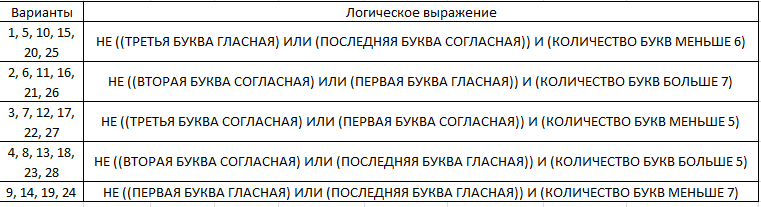 Варианты Логическое выражение
1, 5, 10, 15,
20, 25
НЕ ((ТРЕТЬЯ БУКВА ГЛАСНАЯ) ИЛИ (ПОСЛЕДНЯЯ БУКВА СОГЛАСНАЯ)) И (КОЛИЧЕСТВО БУКВ МЕНЬШЕ 6)
2, 6, 11, 16,
21, 26
НЕ ((ВТОРАЯ БУКВА СОГЛАСНАЯ) ИЛИ (ПЕРВАЯ БУКВА ГЛАСНАЯ)) И (КОЛИЧЕСТВО БУКВ БОЛЬШЕ 7)
3, 7, 12, 17,
22, 27
НЕ ((ТРЕТЬЯ БУКВА СОГЛАСНАЯ) ИЛИ (ПЕРВАЯ БУКВА СОГЛАСНАЯ)) И (КОЛИЧЕСТВО БУКВ МЕНЬШЕ 5)
4, 8, 13, 18,
23, 28
НЕ ((ВТОРАЯ БУКВА СОГЛАСНАЯ) ИЛИ (ПОСЛЕДНЯЯ БУКВА ГЛАСНАЯ)) И (КОЛИЧЕСТВО БУКВ БОЛЬШЕ 5)
9, 14, 19, 24 НЕ ((ПЕРВАЯ БУКВА ГЛАСНАЯ) ИЛИ (ПОСЛЕДНЯЯ БУКВА ГЛАСНАЯ)) И (КОЛИЧЕСТВО БУКВ МЕНЬШЕ 7)